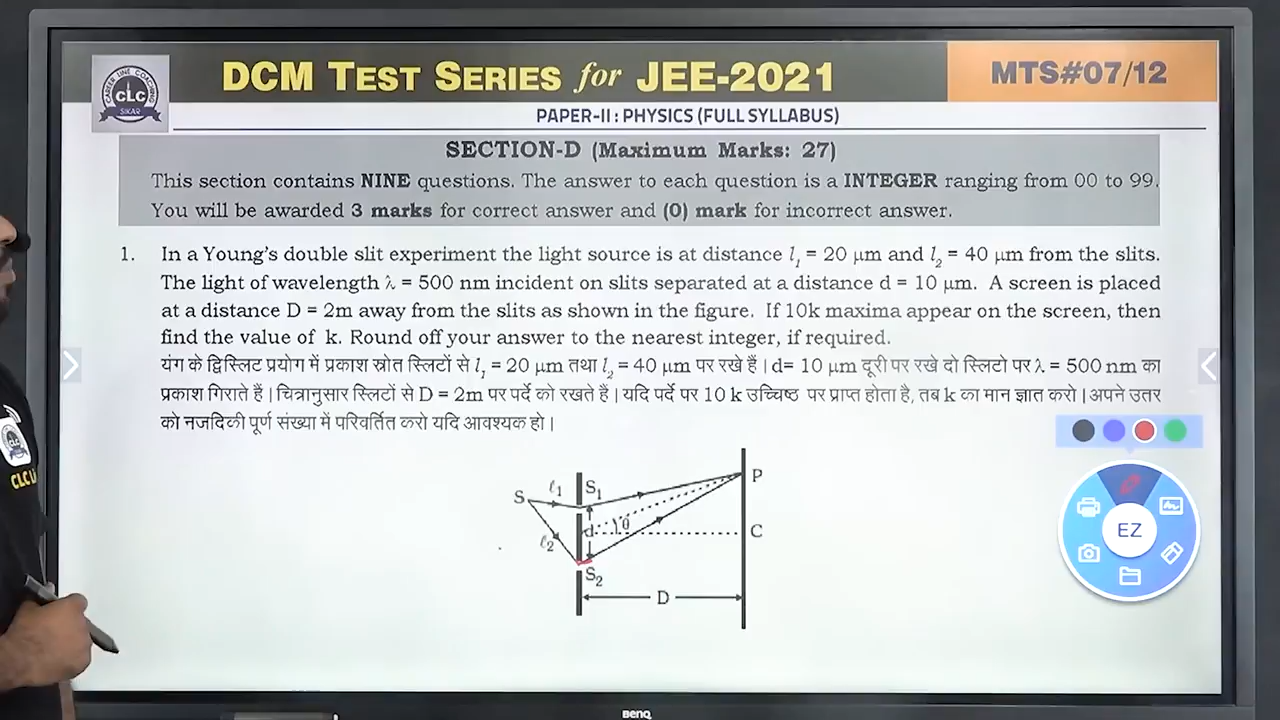 CAREER LINE COACHING
CLC
SIKAR
DCM TEST SERIES for JEE-2021
MTS#07/12
PAPER-II : PHYSICS (FULL SYLLABUS)
SECTION-D (Maximum Marks: 27)
This section contains NINE questions. The answer to each question is a INTEGER ranging from 00 to 99.
You will be awarded 3 marks for correct answer and (0) mark for incorrect answer.
1. In a Young's double slit experiment the light source is at distance l₁ = 20 μm and l₂ = 40 μm from the slits.
The light of wavelength λ = 500 nm incident on slits separated at a distance d = 10 μm. A screen is placed
at a distance D = 2m away from the slits as shown in the figure. If 10k maxima appear on the screen, then
find the value of k. Round off your answer to the nearest integer, if required.
यंग के द्विस्लिट प्रयोग में प्रकाश स्रोत स्लिटों से l₁ = 20 μm तथा l₂ = 40 μm पर रखे हैं। d= 10 μm दूरी पर रखे दो स्लिटो पर λ = 500 nm का
प्रकाश गिराते हैं। चित्रानुसार स्लिटों से D = 2m पर पर्दे को रखते हैं। यदि पर्दे पर 10 k उच्चिष्ठ पर प्राप्त होता है, तब k का मान ज्ञात करो। अपने उतर
को नजदिकी पूर्ण संख्या में परिवर्तित करो यदि आवश्यक हो।
S ℓ₁ S₁ P
θ
d C
ℓ₂
S₂
D
EZ
BenQ